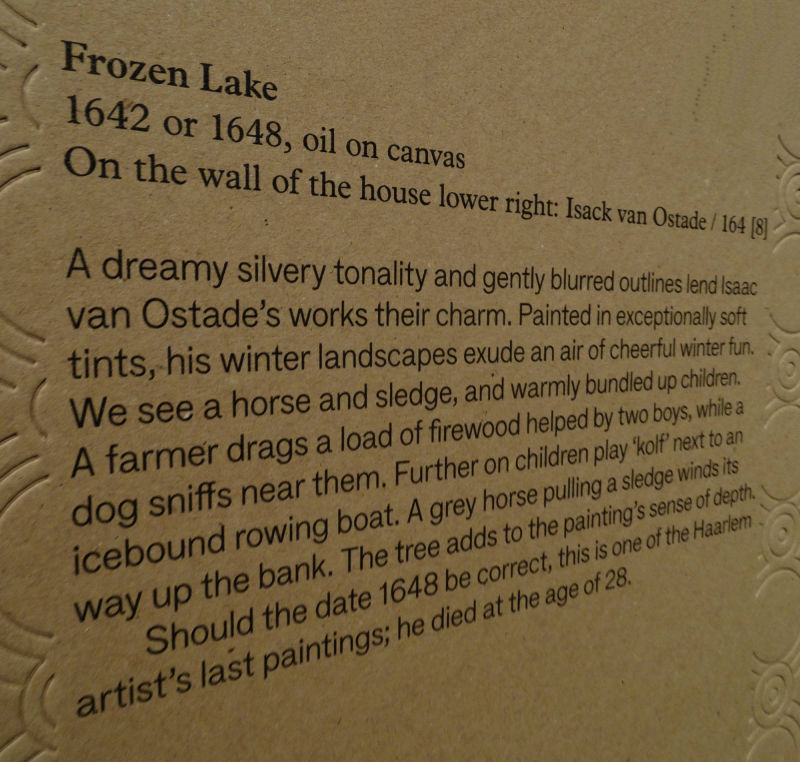 Frozen Lake
1642 or 1648, oil on canvas
On the wall of the house lower right: Isack van Ostade / 164 [8]
A dreamy silvery tonality and gently blurred outlines lend Isaac
van Ostade's works their charm. Painted in exceptionally soft
tints, his winter landscapes exude an air of cheerful winter fun.
We see a horse and sledge, and warmly bundled up children.
A farmer drags a load of firewood helped by two boys, while a
dog sniffs near them. Further on children play ‘kolf’ next to an
icebound rowing boat. A grey horse pulling a sledge winds its
way up the bank. The tree adds to the painting's sense of depth.
Should the date 1648 be correct, this is one of the Haarlem
artist's last paintings; he died at the age of 28.